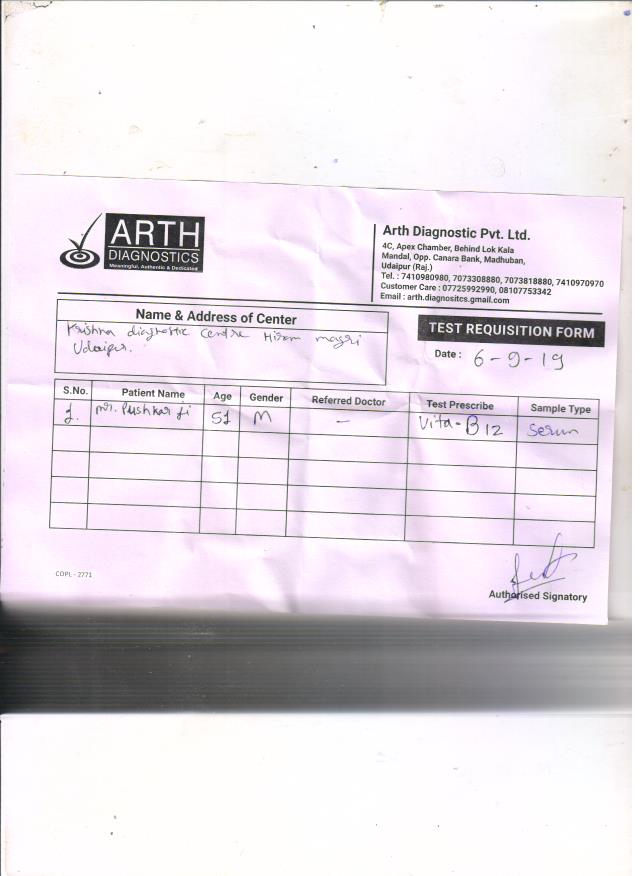 ARTH
DIAGNOSTICS
Meaningful, Authentic & Dedicated
Arth Diagnostic Pvt. Ltd.
4C, Apex Chamber, Behind Lok Kala
Mandal, Opp. Canara Bank, Madhuban,
Udaipur (Raj.)
Tel. : 7410980980, 7073308880, 7073818880, 7410970970
Customer Care : 07725992990, 08107753342
Email : arth.diagnositcs.gmail.com
Name & Address of Center
Krishna diagnostic centre Hiran magri
Udaipur.
TEST REQUISITION FORM
Date : 6-9-19
S.No. Patient Name Age Gender Referred Doctor Test Prescribe Sample Type
1. Mr. Pushkar Ji 51 M - Vita-B12 Serum
COPL - 2771
Authorised Signatory